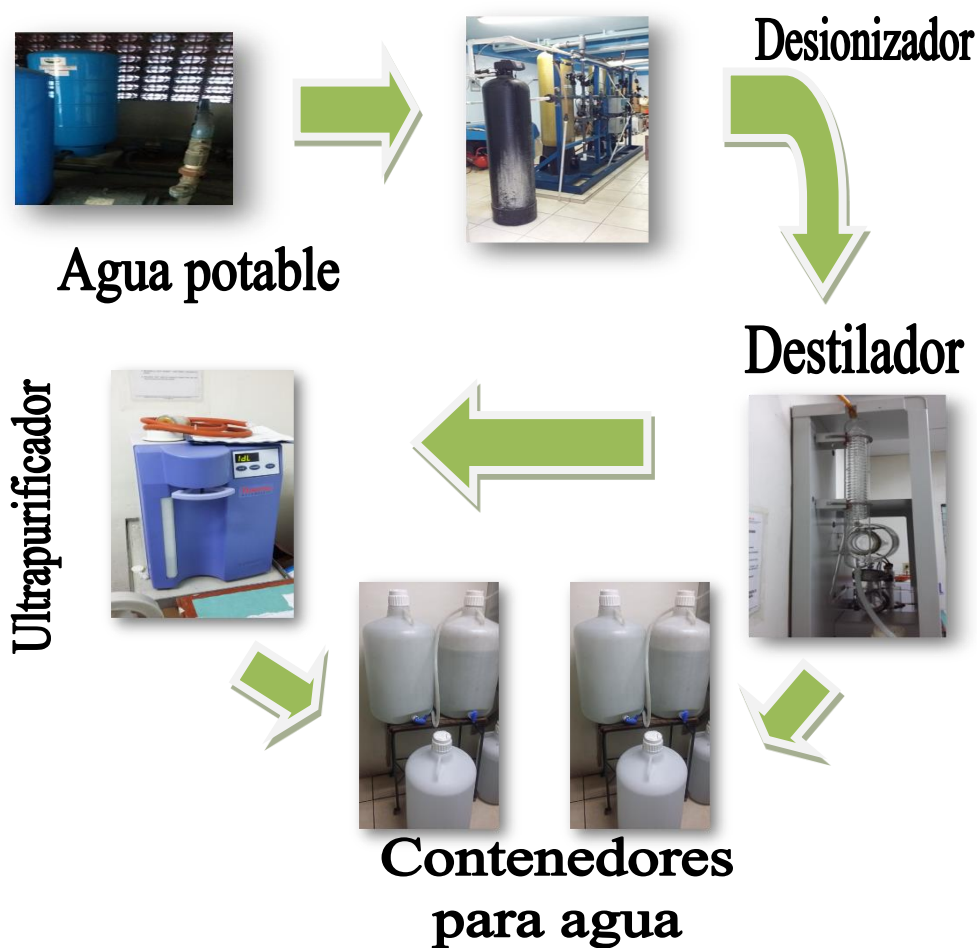 Desionizador
Agua potable
Destilador
Ultrapurificador
Contenedores
para agua